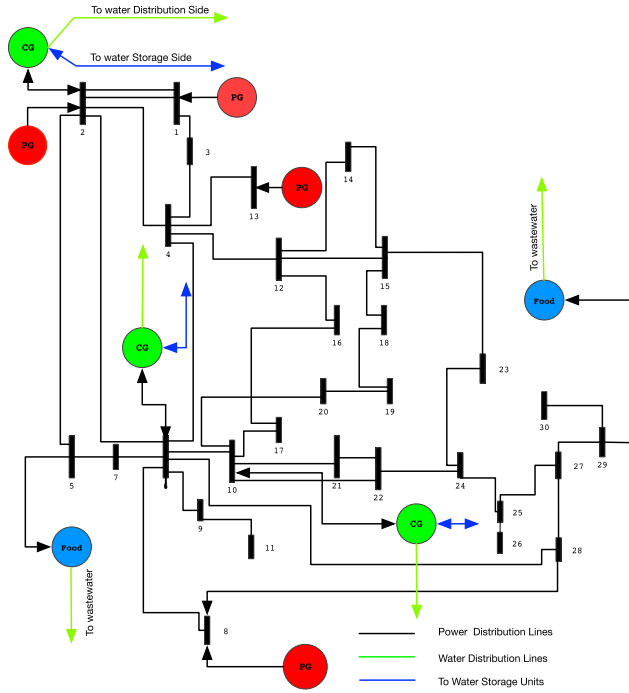 To water Distribution Side
CG
To water Storage Side
PG
PG
2
1
3
14
PG
13
4
To wastewater
12
15
Food
16
18
CG
23
20
19
30
17
29
5
7
6
10
21
22
24
27
9
25
CG
Food
11
26
28
To wastewater
8
Power Distribution Lines
Water Distribution Lines
PG
To Water Storage Units